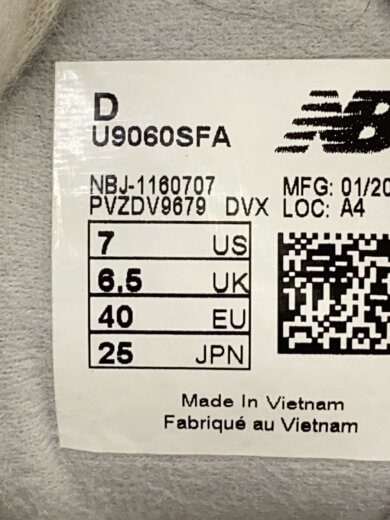 D
U9060SFA
NB
NBJ-1160707 MFG: 01/20
PVZDV9679 DVX LOC: A4
7 US
6.5 UK
40 EU
25 JPN
Made In Vietnam
Fabriqué au Vietnam